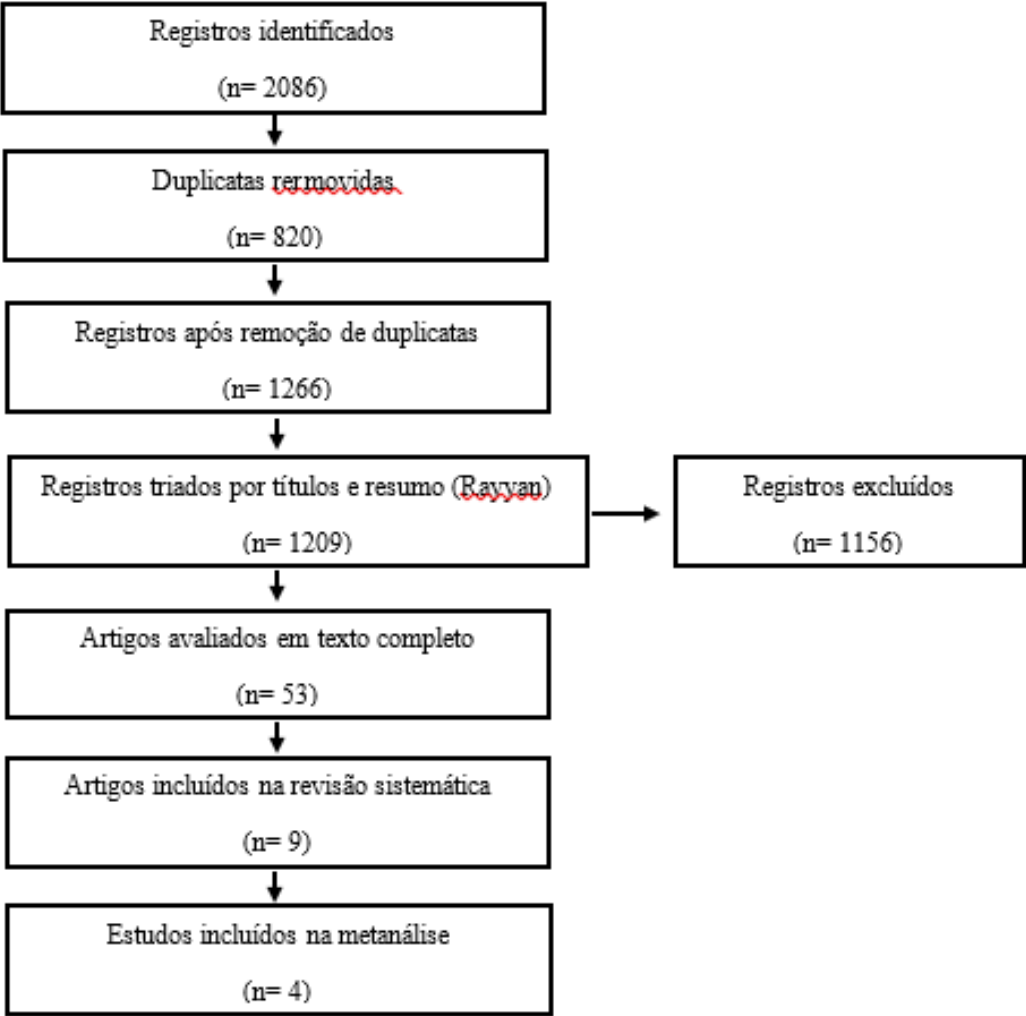 Registros identificados
(n= 2086)
Duplicatas rermovidas
(n= 820)
Registros após remoção de duplicatas
(n= 1266)
Registros triados por títulos e resumo (Rayyan)
(n= 1209)
Registros excluídos
(n= 1156)
Artigos avaliados em texto completo
(n= 53)
Artigos incluídos na revisão sistemática
(n= 9)
Estudos incluídos na metanálise
(n= 4)